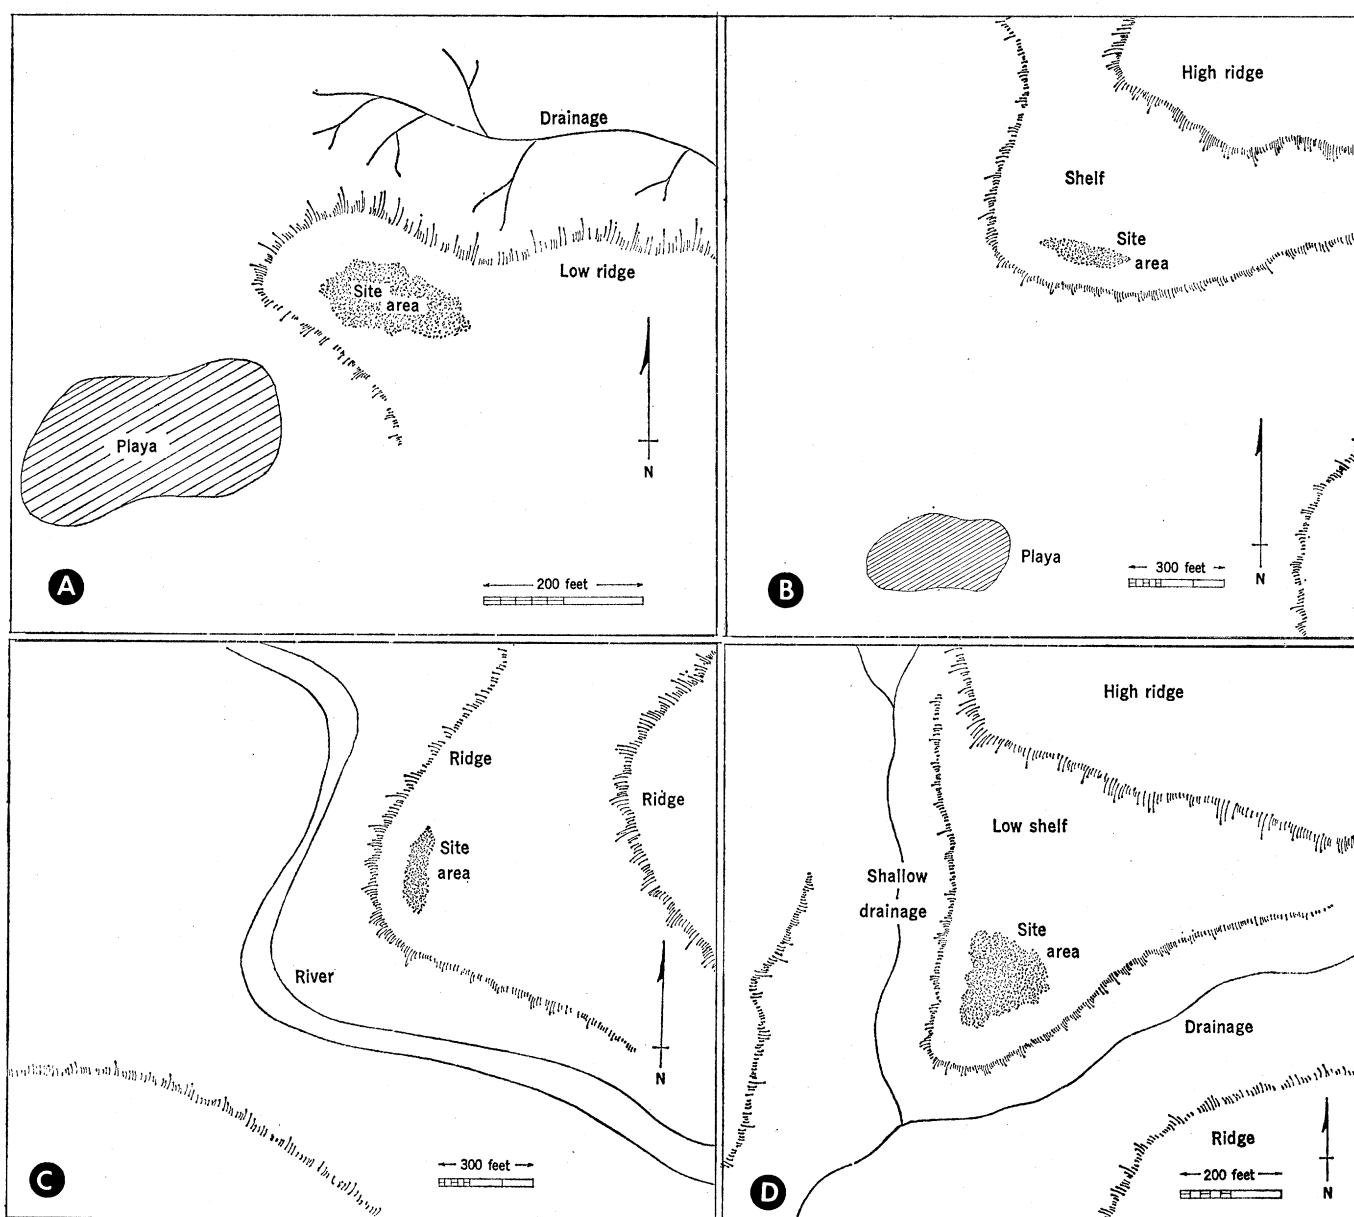 Drainage
Low ridge
Site
area
Playa
N
200 feet
A
High ridge
Shelf
Site
area
Playa
N
300 feet
B
Ridge
Ridge
Site
area
River
N
300 feet
C
High ridge
Low shelf
Shallow
drainage
Site
area
Drainage
Ridge
200 feet
N
D